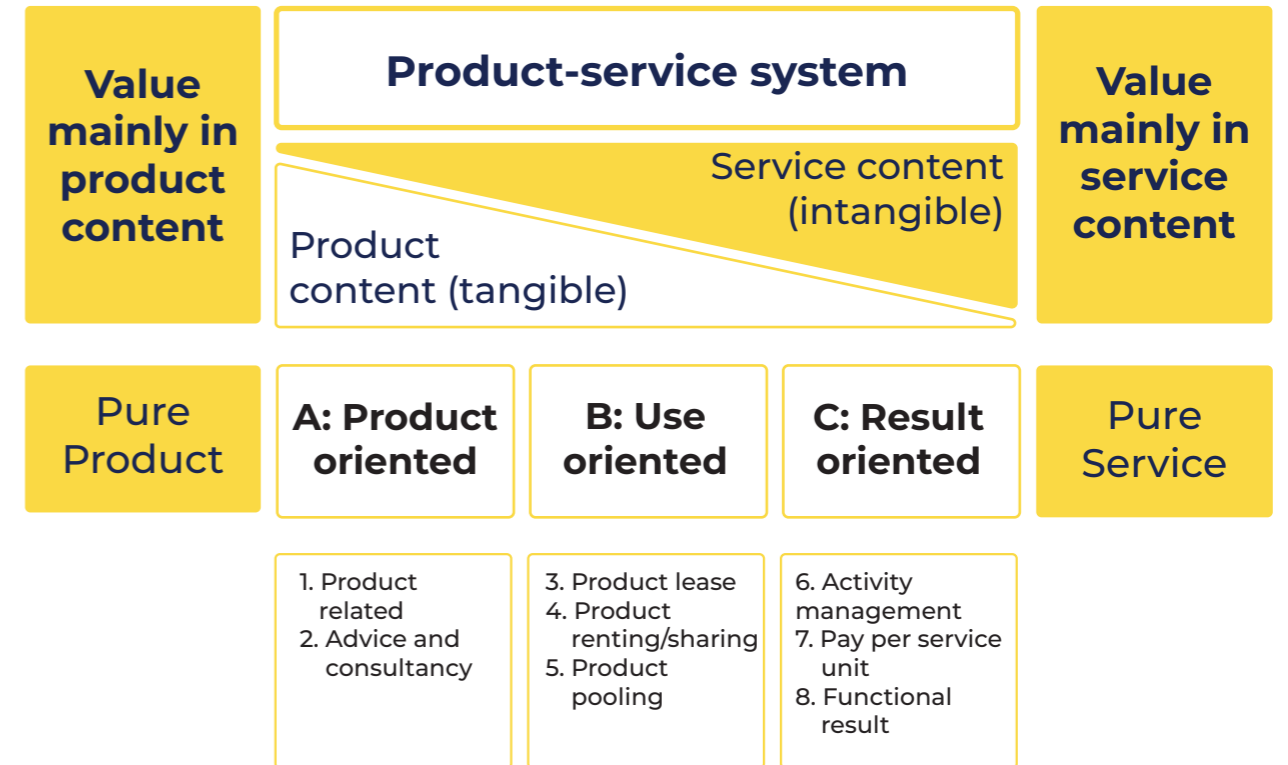 Value
mainly in
product
content
Product-service system
Service content
(intangible)
Product
content (tangible)
Value
mainly in
service
content
Pure
Product
A: Product
oriented
B: Use
oriented
C: Result
oriented
Pure
Service
1. Product
related
2. Advice and
consultancy
3. Product lease
4. Product
renting/sharing
5. Product
pooling
6. Activity
management
7. Pay per service
unit
8. Functional
result